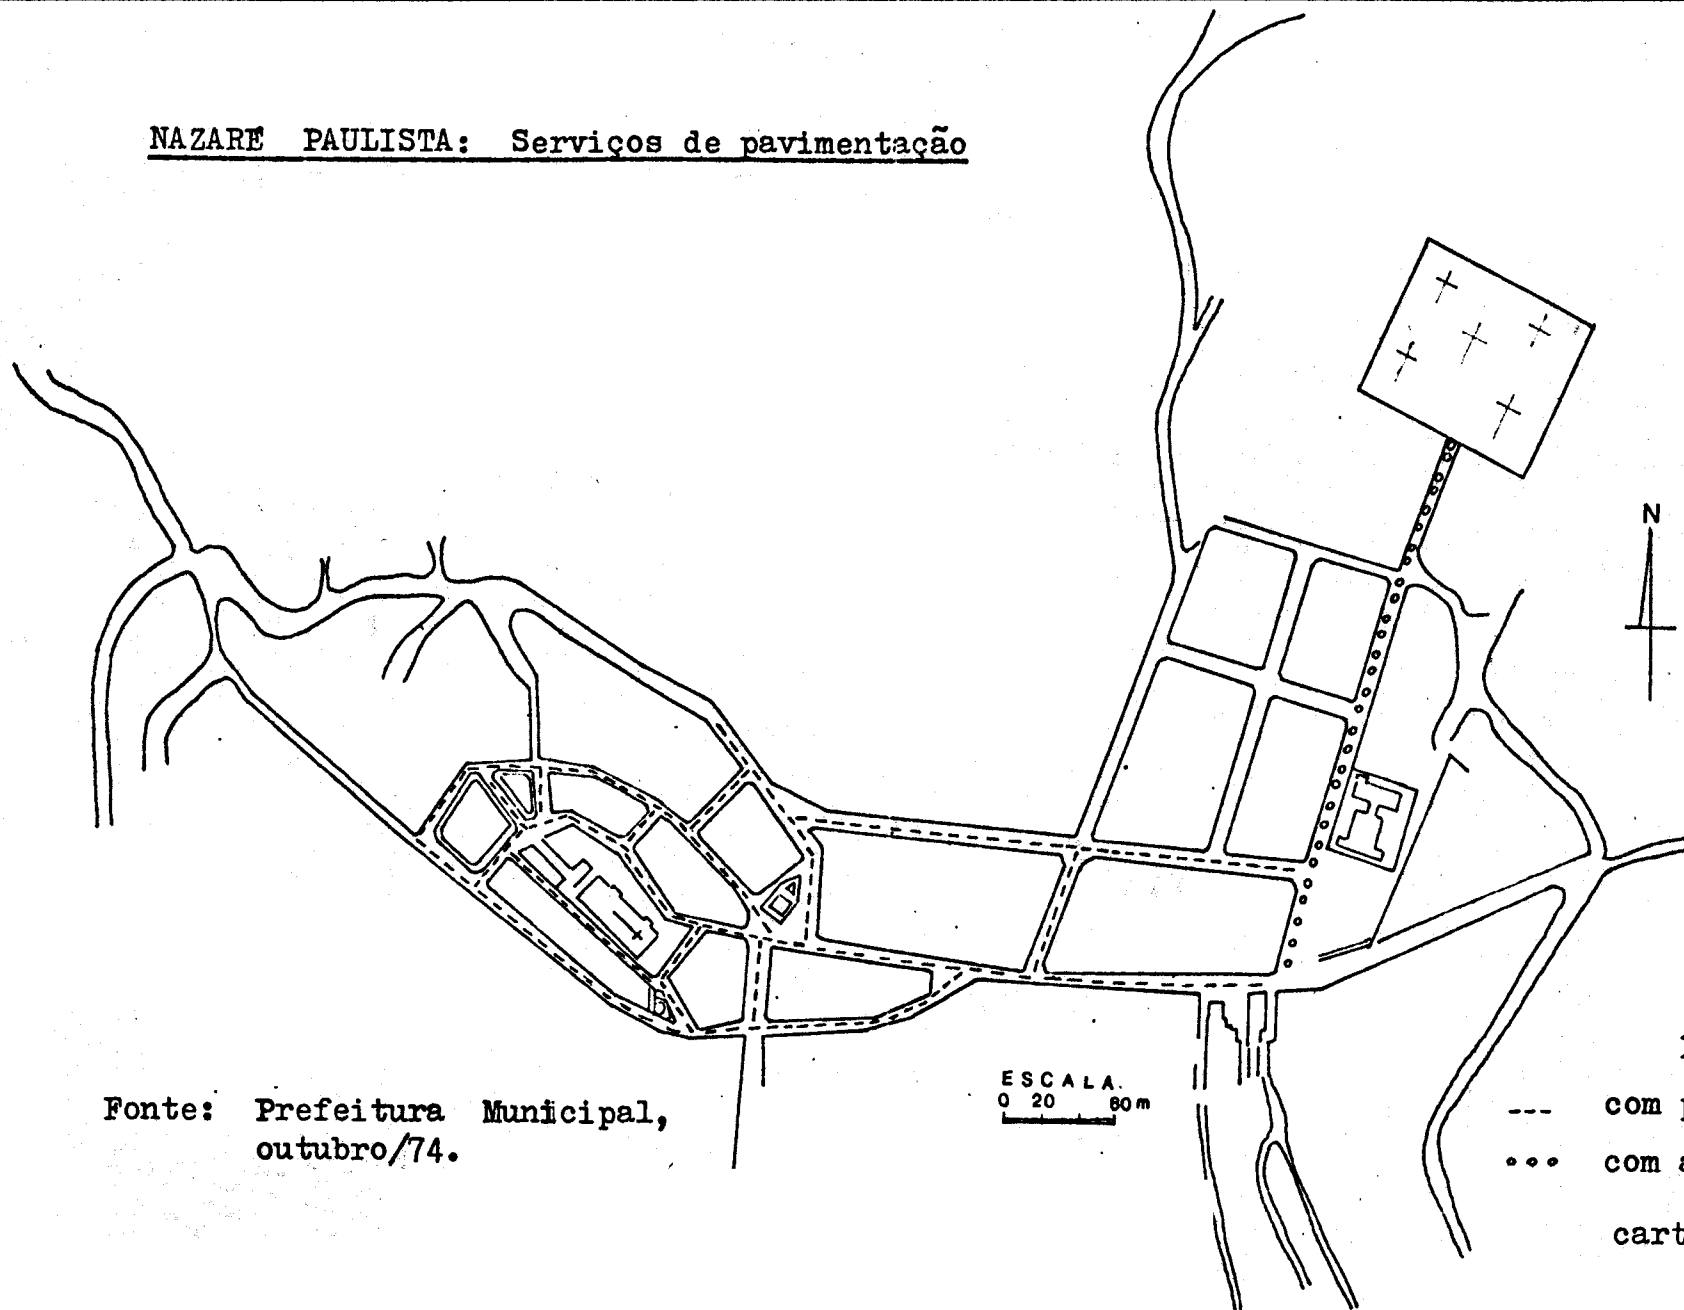 NAZARÉ PAULISTA: Serviços de pavimentação
N
ESCALA.
0 20 80 m
Fonte: Prefeitura Municipal,
outubro/74.
--- com
••• com